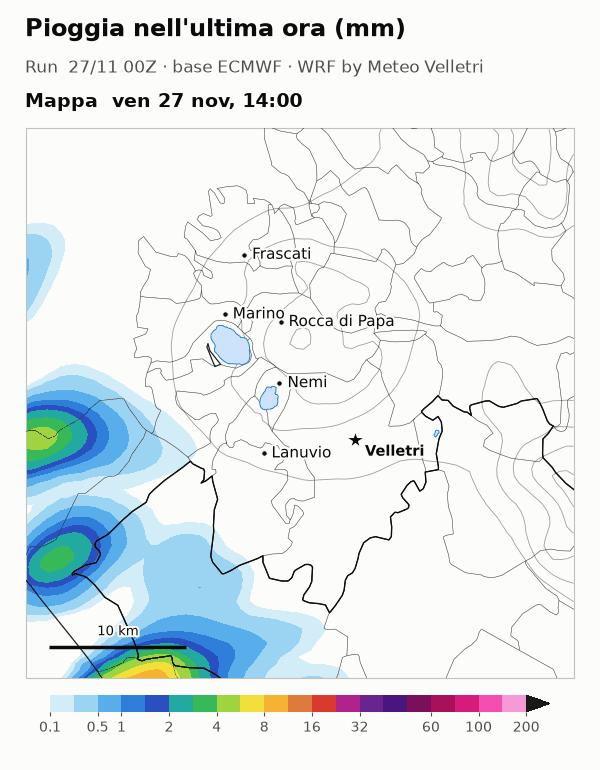 Pioggia nell'ultima ora (mm)
Run  27/11 00Z · base ECMWF · WRF by Meteo Velletri
Mappa  ven 27 nov, 14:00
Frascati
Marino
Rocca di Papa
Nemi
Velletri
Lanuvio
10 km
0.1 0.5 1 2 4 8 16 32 60 100 200